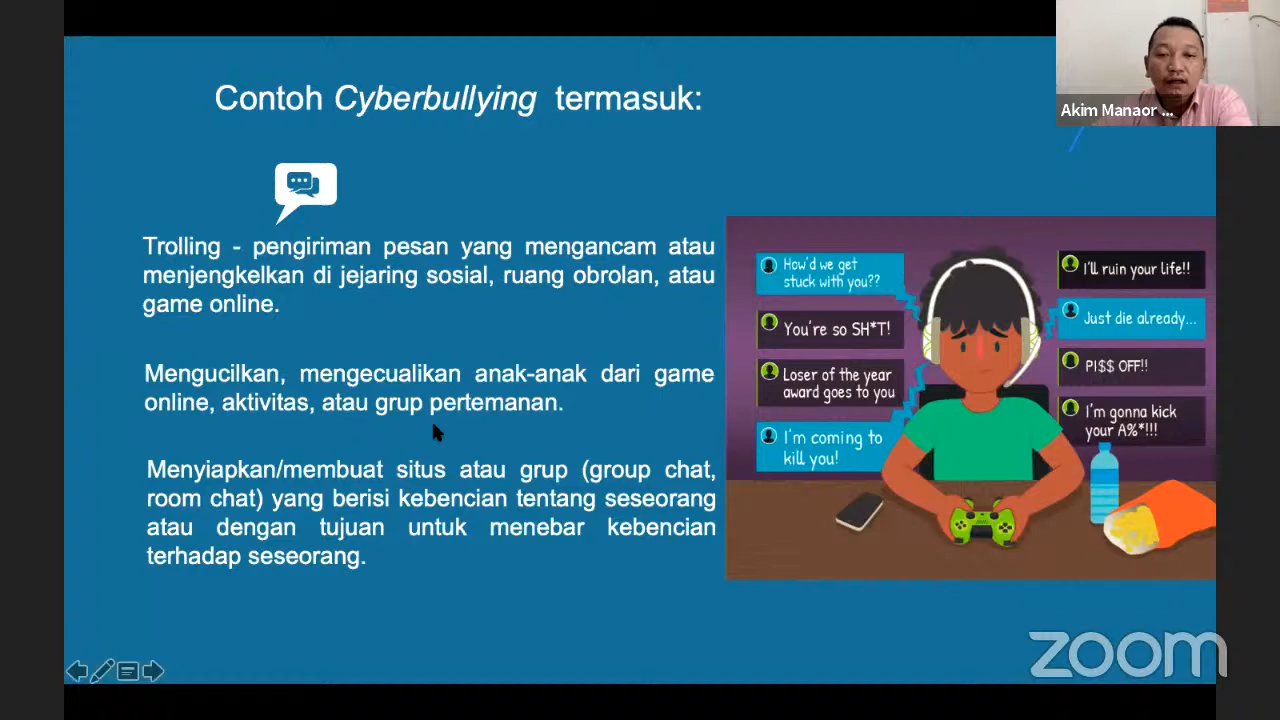 Contoh Cyberbullying termasuk:
Akim Manaor ...
Trolling - pengiriman pesan yang mengancam atau
menjengkelkan di jejaring sosial, ruang obrolan, atau
game online.
Mengucilkan, mengecualikan anak-anak dari game
online, aktivitas, atau grup pertemanan.
Menyiapkan/membuat situs atau grup (group chat,
room chat) yang berisi kebencian tentang seseorang
atau dengan tujuan untuk menebar kebencian
terhadap seseorang.
How'd we get
stuck with you??
You're so SH*T!
Loser of the year
award goes to you
I'm coming to
kill you!
I'll ruin your life!!
Just die already...
PI$$ OFF!!
I'm gonna kick
your A%*!!!
zoom